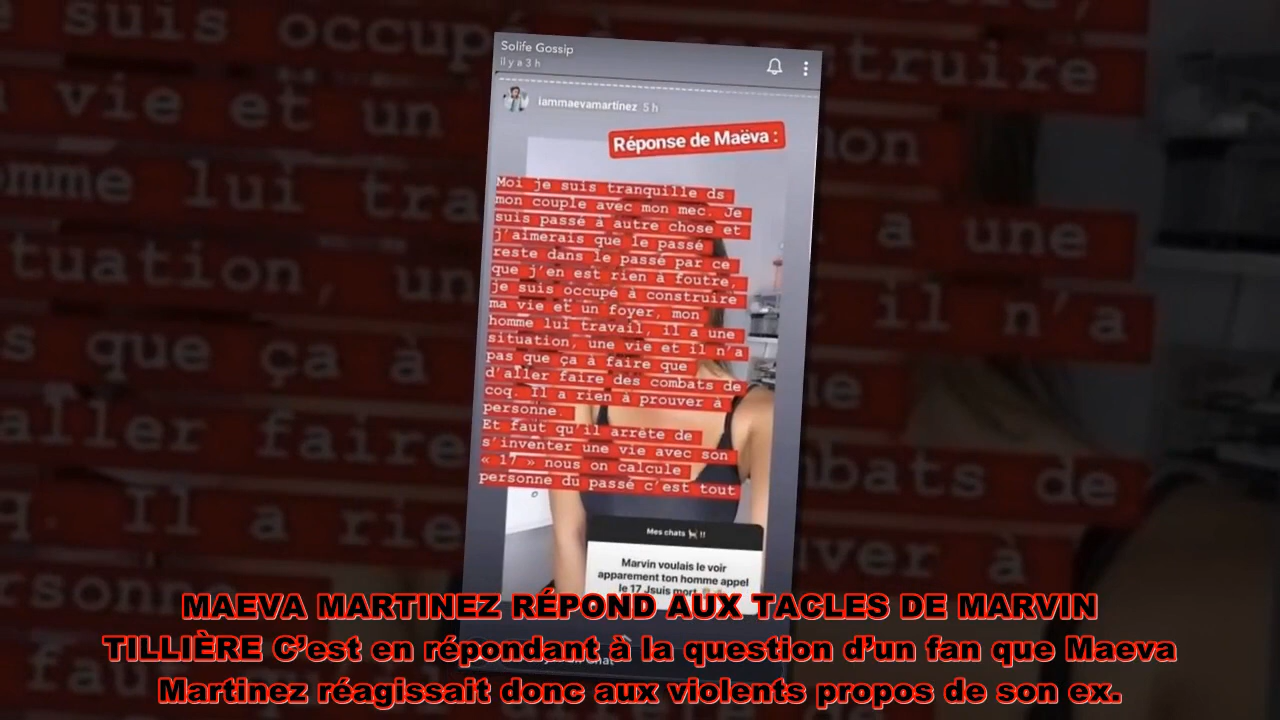 Solife Gossip
il y a 3 h
iammaevamartinez 5 h
Réponse de Maëva :
Moi je suis tranquille ds
mon couple avec mon mec. Je
suis passé à autre chose et
j'aimerais que le passé
reste dans le passé par ce
que j'en est rien à foutre,
je suis occupé à construire
ma vie et un foyer, mon
homme lui travail, il a une
situation, une vie et il n'a
pas que ça à faire que
d'aller faire des combats de
coq. Il a rien à prouver à
personne.
Et faut qu'il arrête de
s'inventer une vie avec son
« 17 » nous on calcule
personne du passé c'est tout
Mes chats 🐈 !!
Marvin voulais le voir
apparement ton homme appel
le 17 Jsuis mort
MAEVA MARTINEZ RÉPOND AUX TACLES DE MARVIN
TILLIÈRE C'est en répondant à la question d'un fan que Maeva
Martinez réagissait donc aux violents propos de son ex.